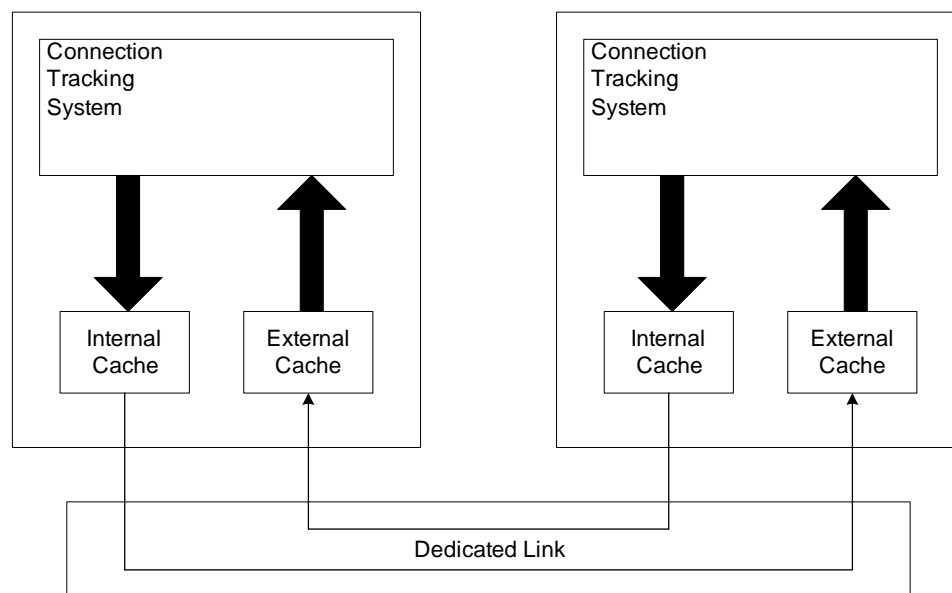 Connection
Tracking
System
Internal
Cache
External
Cache
Connection
Tracking
System
Internal
Cache
External
Cache
Dedicated Link